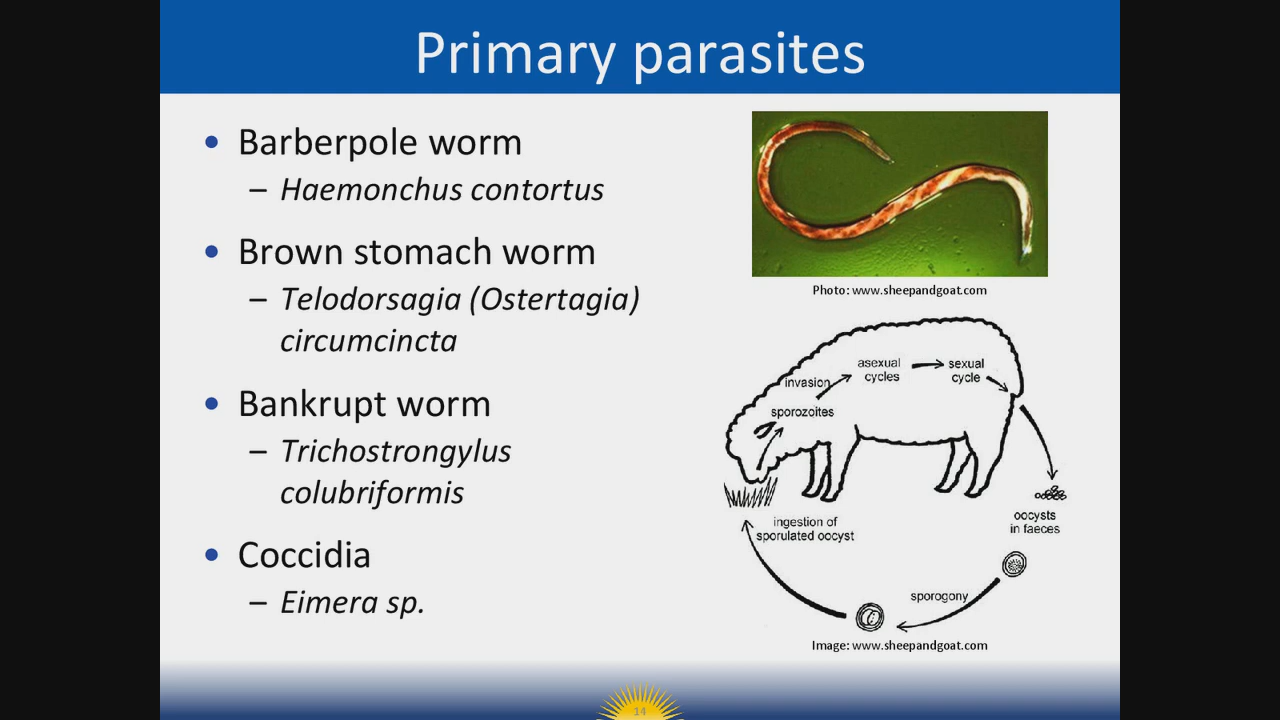 Primary parasites
• Barberpole worm
– Haemonchus contortus
• Brown stomach worm
– Telodorsagia (Ostertagia)
circumcincta
• Bankrupt worm
– Trichostrongylus
colubriformis
• Coccidia
– Eimera sp.
Photo: www.sheepandgoat.com
asexual
cycles
sexual
cycle
invasion
sporozoites
oocysts
in faeces
ingestion of
sporulated oocyst
sporogony
Image: www.sheepandgoat.com
14